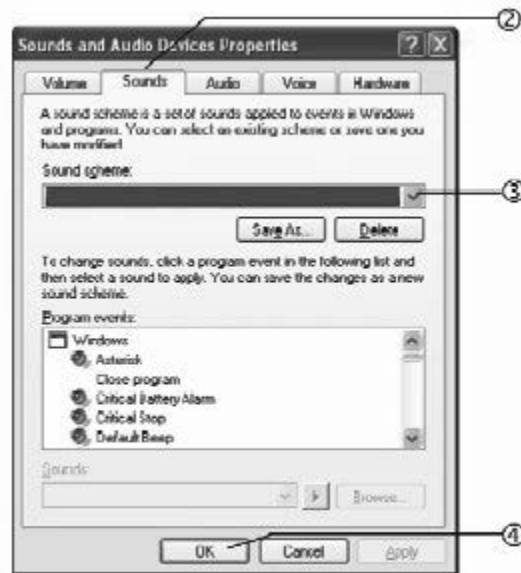 ②
Sounds and Audio Devices Properties
Volume Sounds Audio Voice Hardware
A sound scheme is a set of sounds applied to events in Windows
and programs. You can select an existing scheme or save one you
have modified.
Sound scheme:
③
Save As... Delete
To change sounds, click a program event in the following list and
then select a sound to apply. You can save the changes as a new
sound scheme.
Program events:
Windows
Asterisk
Close program
Critical Battery Alarm
Critical Stop
Default Beep
Sounds:
Browse...
④
OK Cancel Apply